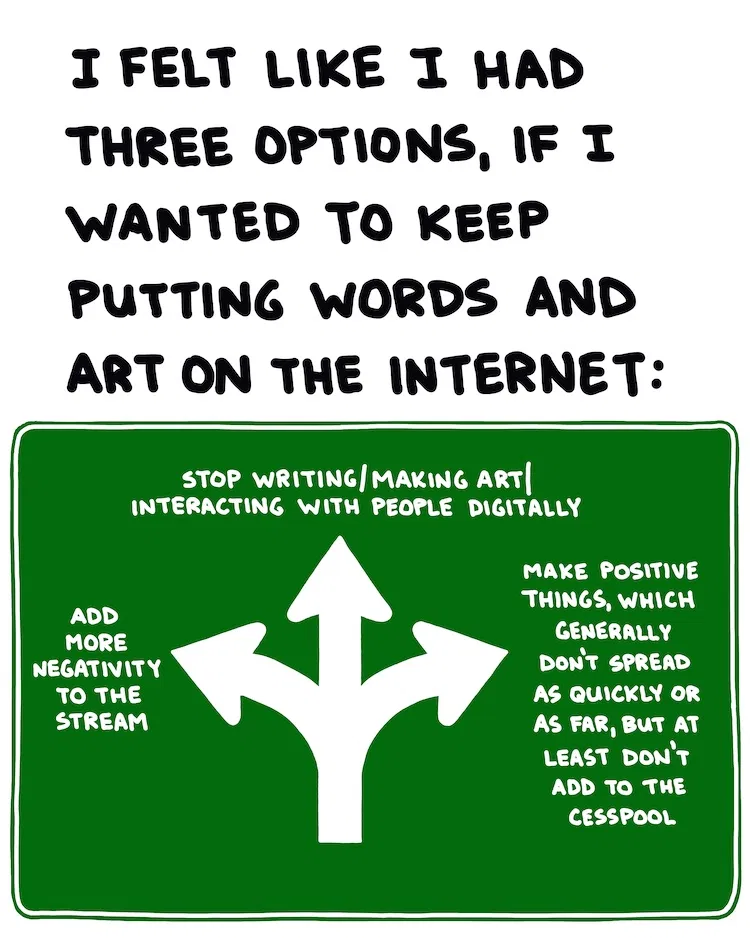 I FELT LIKE I HAD
THREE OPTIONS, IF I
WANTED TO KEEP
PUTTING WORDS AND
ART ON THE INTERNET:
STOP WRITING/MAKING ART/
INTERACTING WITH PEOPLE DIGITALLY
ADD
MORE
NEGATIVITY
TO THE
STREAM
MAKE POSITIVE
THINGS, WHICH
GENERALLY
DON'T SPREAD
AS QUICKLY OR
AS FAR, BUT AT
LEAST DON'T
ADD TO THE
CESSPOOL